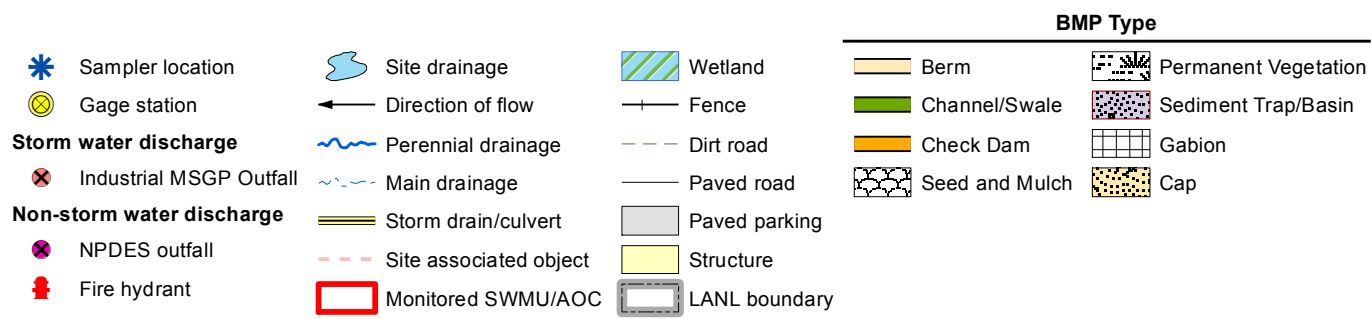 BMP Type
Sampler location
Gage station
Storm water discharge
Industrial MSGP Outfall
Non-storm water discharge
NPDES outfall
Fire hydrant
Site drainage
Direction of flow
Perennial drainage
Main drainage
Storm drain/culvert
Site associated object
Monitored SWMU/AOC
Wetland
Fence
Dirt road
Paved road
Paved parking
Structure
LANL boundary
Berm
Channel/Swale
Check Dam
Seed and Mulch
Permanent Vegetation
Sediment Trap/Basin
Gabion
Cap